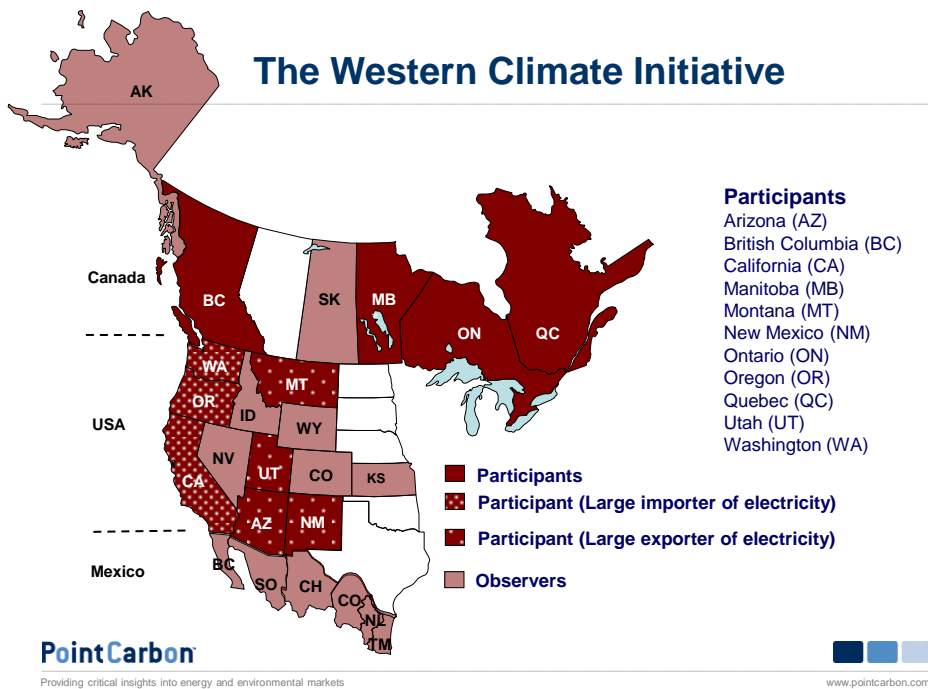 The Western Climate Initiative
AK
Participants
Arizona (AZ)
British Columbia (BC)
California (CA)
Manitoba (MB)
Montana (MT)
New Mexico (NM)
Ontario (ON)
Oregon (OR)
Quebec (QC)
Utah (UT)
Washington (WA)
Canada
BC
SK
MB
ON
QC
USA
WA
MT
OR
ID
WY
NV
UT
CO
KS
CA
AZ
NM
Participants
Participant (Large importer of electricity)
Participant (Large exporter of electricity)
Observers
Mexico
BC
SO
CH
CO
NL
TM
PointCarbon
Providing critical insights into energy and environmental markets
www.pointcarbon.com